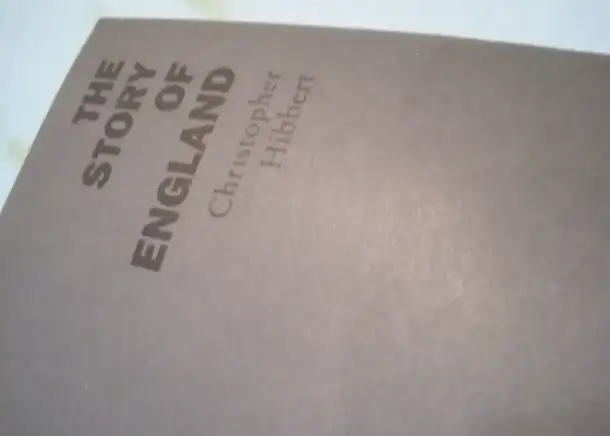 THE
STORY
OF
ENGLAND
Christopher
Hibbert